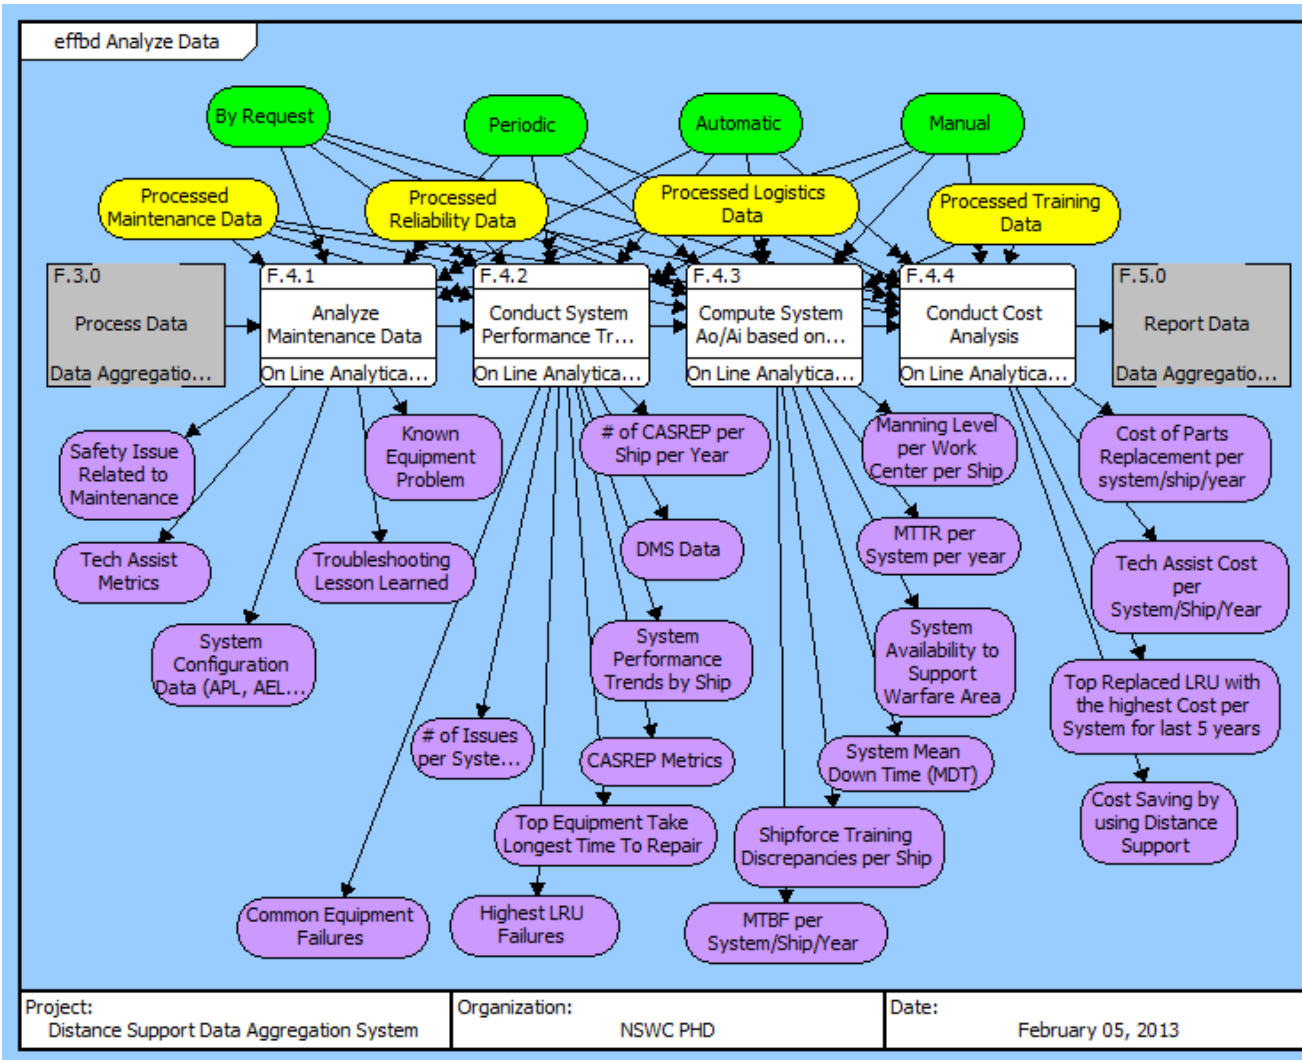 effbd Analyze Data
By Request
Periodic
Automatic
Manual
Processed
Maintenance Data
Processed
Reliability Data
Processed Logistics
Data
Processed Training
Data
F.3.0
Process Data
Data Aggregatio...
F.4.1
Analyze
Maintenance Data
On Line Analytica...
F.4.2
Conduct System
Performance Tr...
On Line Analytica...
F.4.3
Compute System
Ao/Ai based on...
On Line Analytica...
F.4.4
Conduct Cost
Analysis
On Line Analytica...
F.5.0
Report Data
Data Aggregatio...
Safety Issue
Related to
Maintenance
Known
Equipment
Problem
# of CASREP per
Ship per Year
Manning Level
per Work
Center per Ship
Cost of Parts
Replacement per
system/ship/year
Tech Assist
Metrics
Troubleshooting
Lesson Learned
DMS Data
MTTR per
System per year
Tech Assist Cost
per
System/Ship/Year
System
Configuration
Data (APL, AEL...
System
Performance
Trends by Ship
System
Availability to
Support
Warfare Area
Top Replaced LRU with
the highest Cost per
System for last 5 years
# of Issues
per Syste...
CASREP Metrics
System Mean
Down Time (MDT)
Cost Saving by
using Distance
Support
Top Equipment Take
Longest Time To Repair
Shipforce Training
Discrepancies per Ship
Common Equipment
Failures
Highest LRU
Failures
MTBF per
System/Ship/Year
Project:
Distance Support Data Aggregation System
Organization:
NSWC PHD
Date:
February 05, 2013